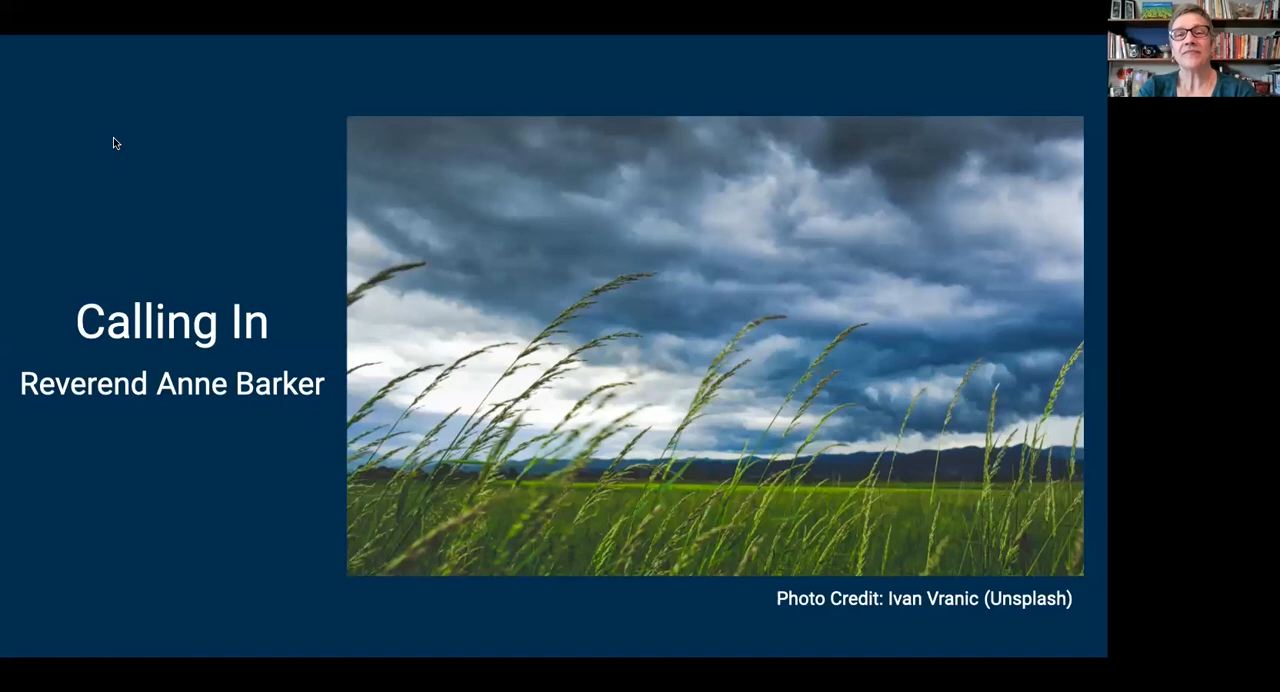 Calling In
Reverend Anne Barker
Photo Credit: Ivan Vranic (Unsplash)